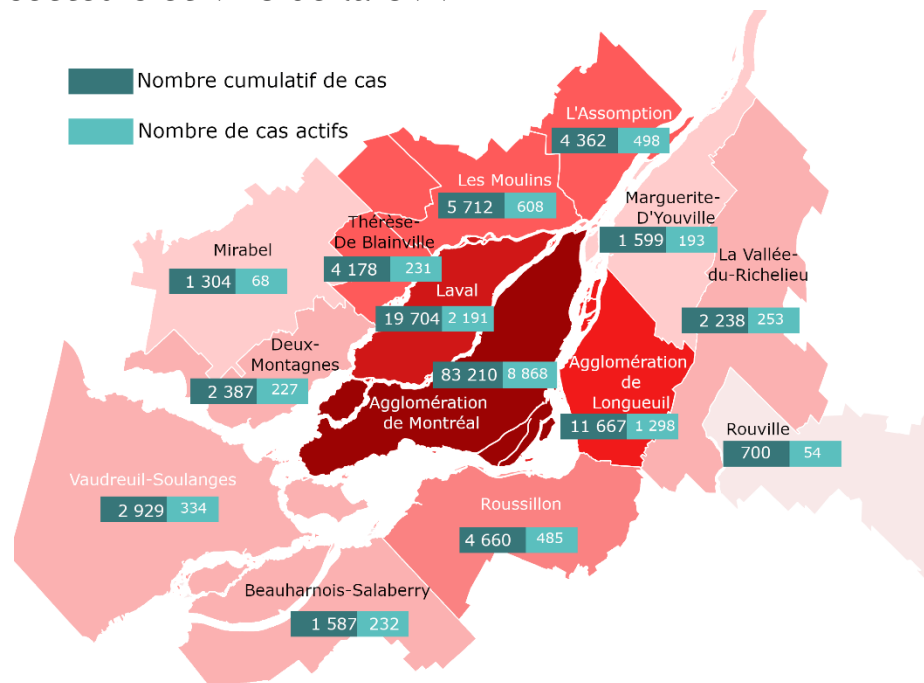 Nombre cumulatif de cas
Nombre de cas actifs
L'Assomption
4 362 498
Les Moulins
5 712 608
Marguerite-
D'Youville
1 599 193
Thérèse-
De Blainville
4 178 231
Mirabel
1 304 68
La Vallée-
du-Richelieu
2 238 253
Laval
19 704 2 191
Deux-
Montagnes
2 387 227
83 210 8 868
Agglomération
de Montréal
Agglomération
de
Longueuil
11 667 1 298
Rouville
700 54
Vaudreuil-Soulanges
2 929 334
Roussillon
4 660 485
Beauharnois-Salaberry
1 587 232